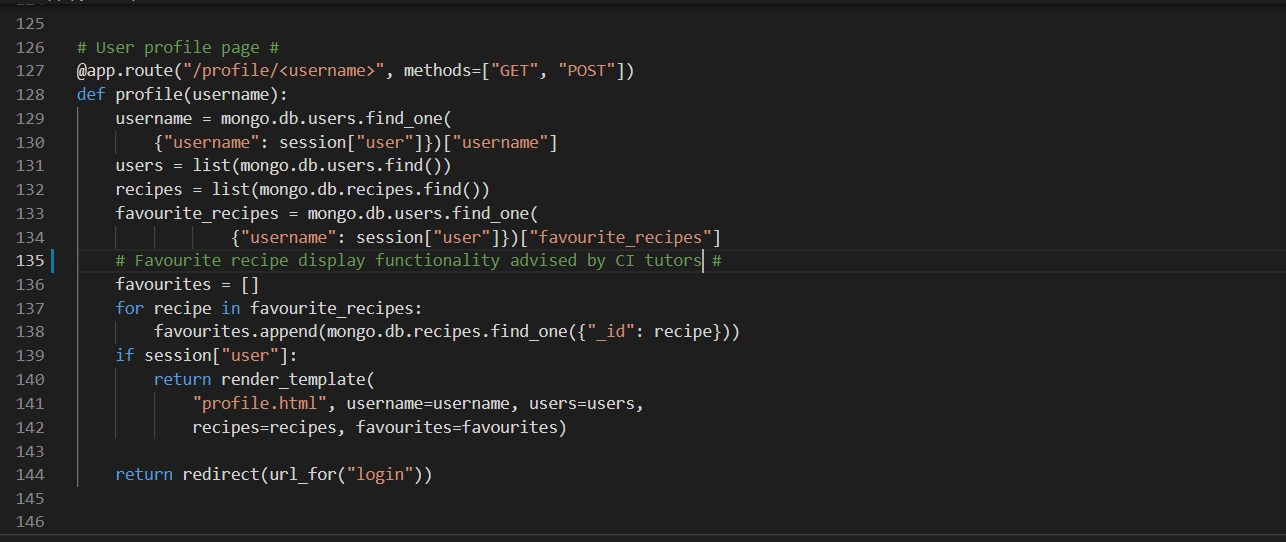 125
126 # User profile page #
127 @app.route("/profile/<username>", methods=["GET", "POST"])
128 def profile(username):
129     username = mongo.db.users.find_one(
130         {"username": session["user"]})["username"]
131     users = list(mongo.db.users.find())
132     recipes = list(mongo.db.recipes.find())
133     favourite_recipes = mongo.db.users.find_one(
134                 {"username": session["user"]})["favourite_recipes"]
135     # Favourite recipe display functionality advised by CI tutors #
136     favourites = []
137     for recipe in favourite_recipes:
138         favourites.append(mongo.db.recipes.find_one({"_id": recipe}))
139     if session["user"]:
140         return render_template(
141             "profile.html", username=username, users=users,
142             recipes=recipes, favourites=favourites)
143
144     return redirect(url_for("login"))
145
146